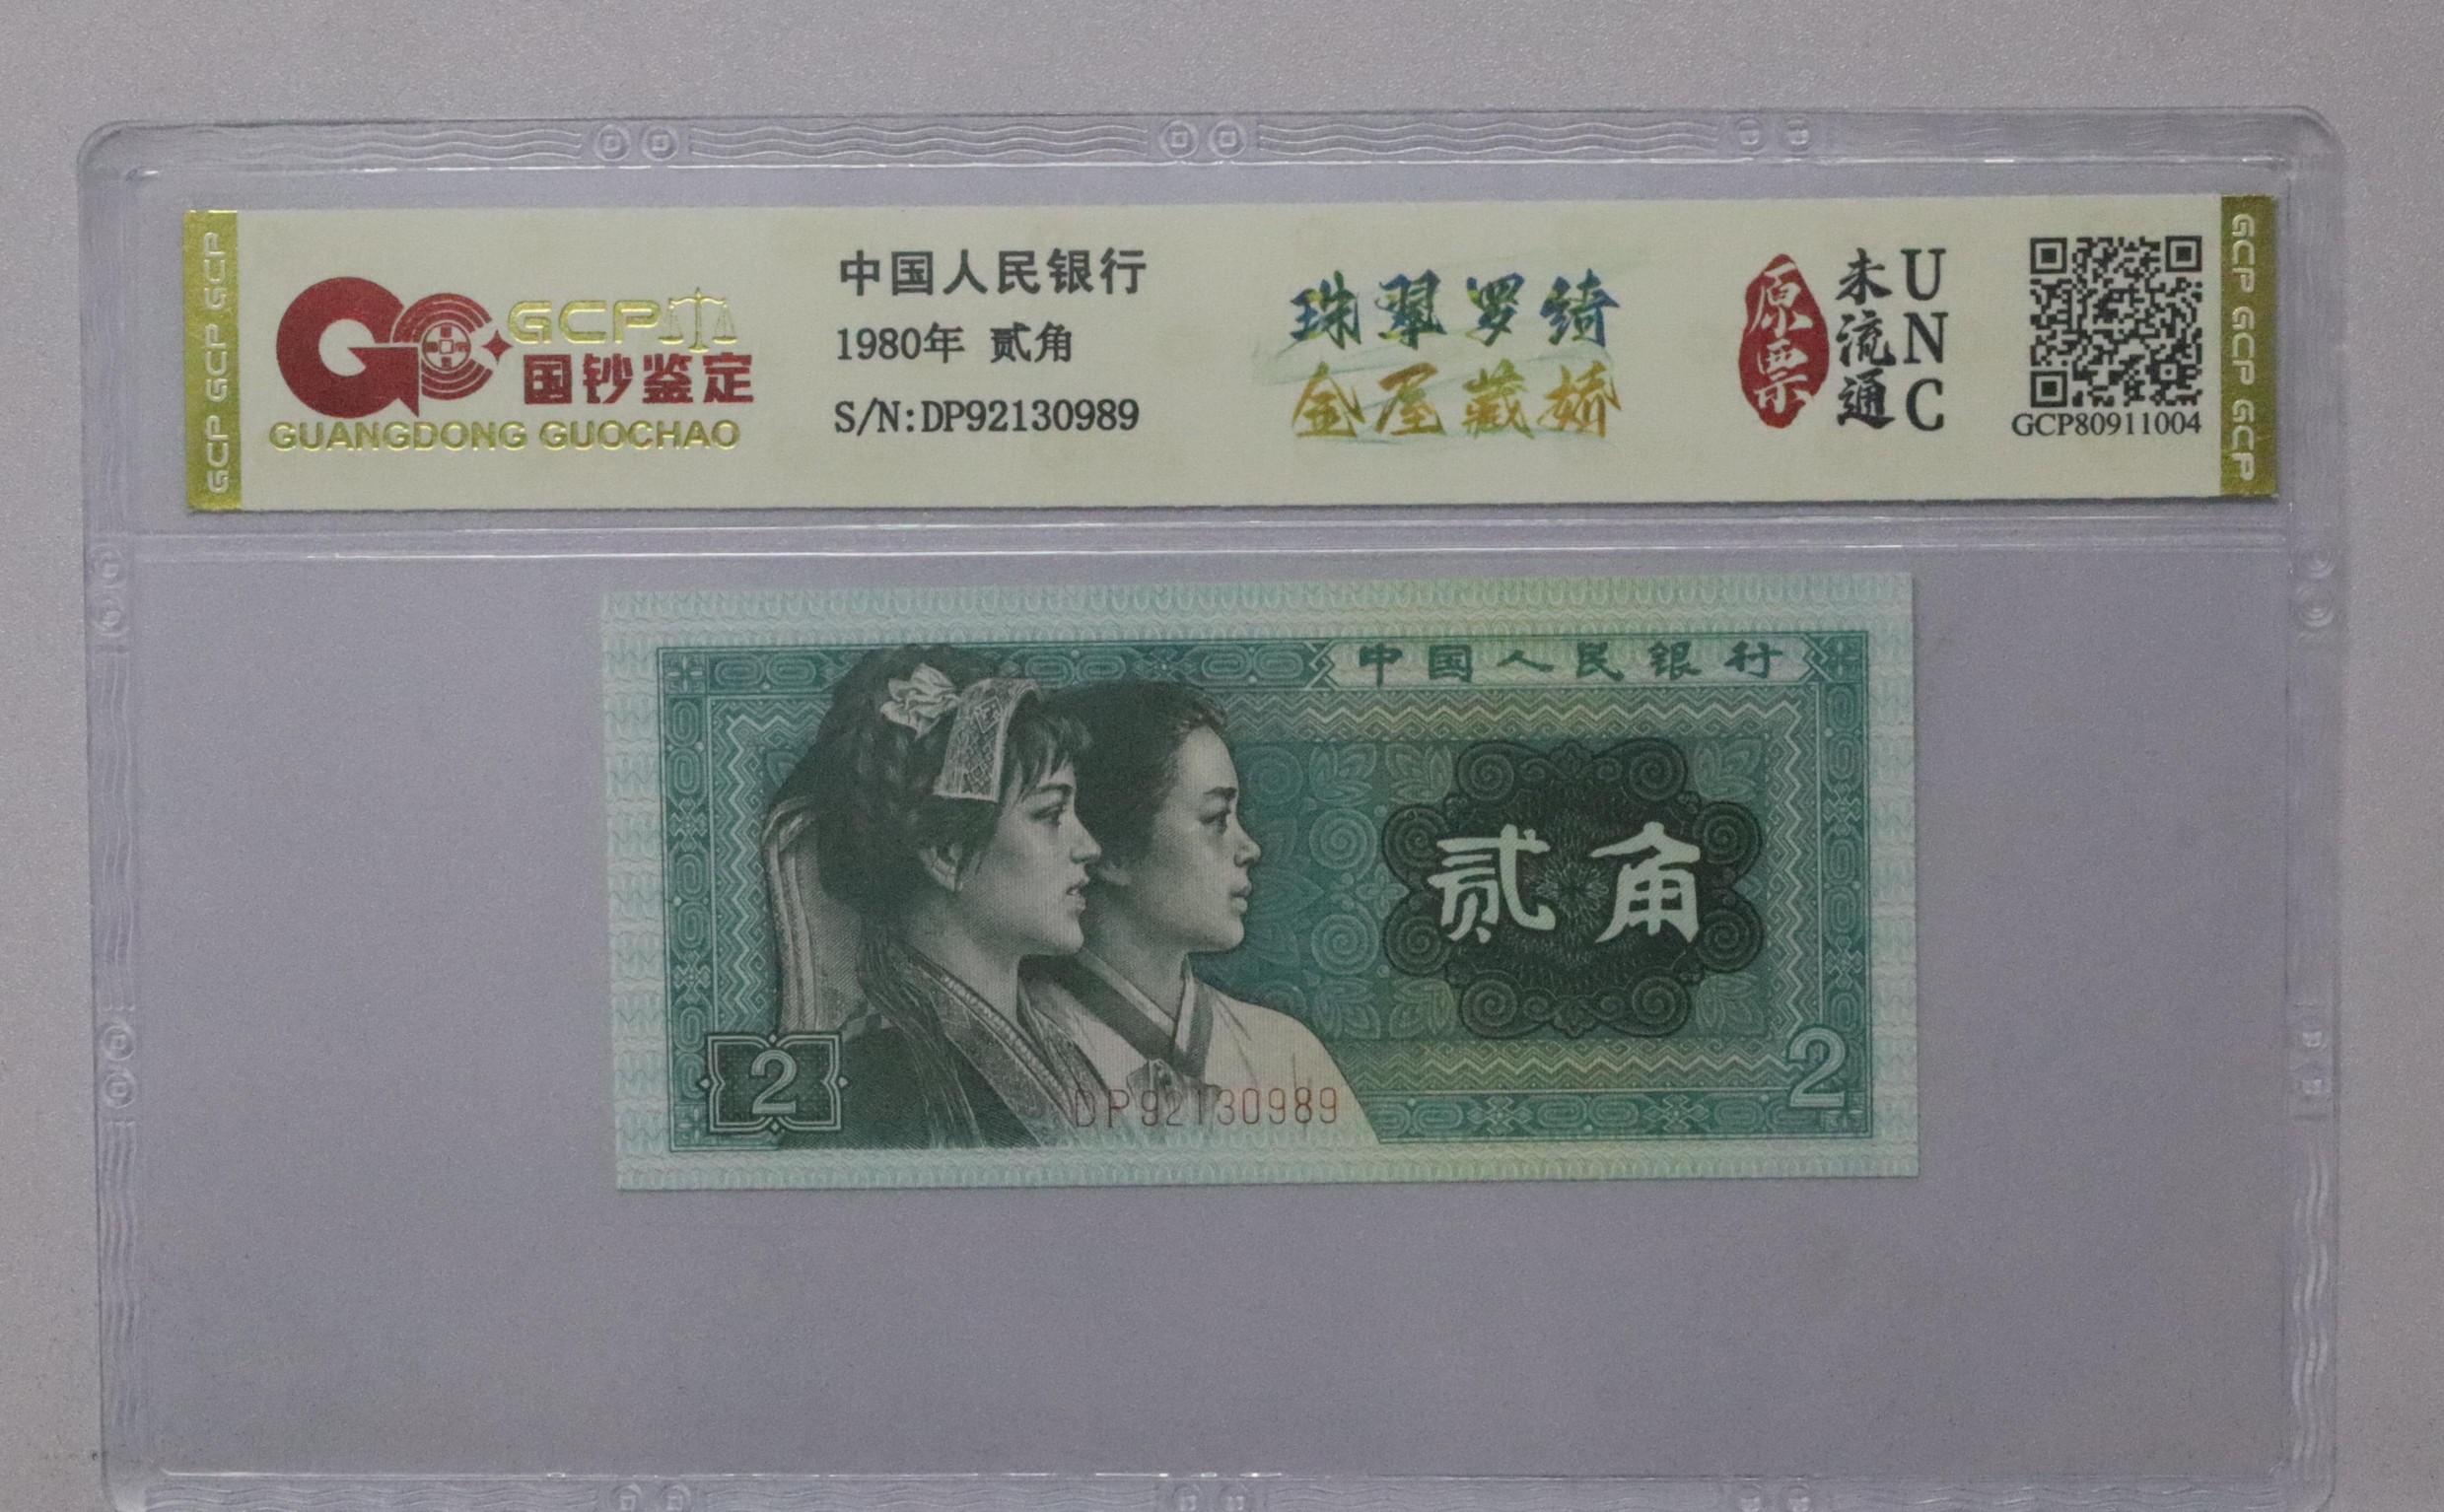 GCP GCP GCP GCP
GCP
国钞鉴定
GUANGDONG GUOCHAO
中国人民银行
1980年 贰角
S/N:DP92130989
珠翠罗绮
金屋藏娇
原票
未流通
UNC
GCP80911004
GCP GCP GCP GCP
中国人民银行
贰角
2
2
DP92130989